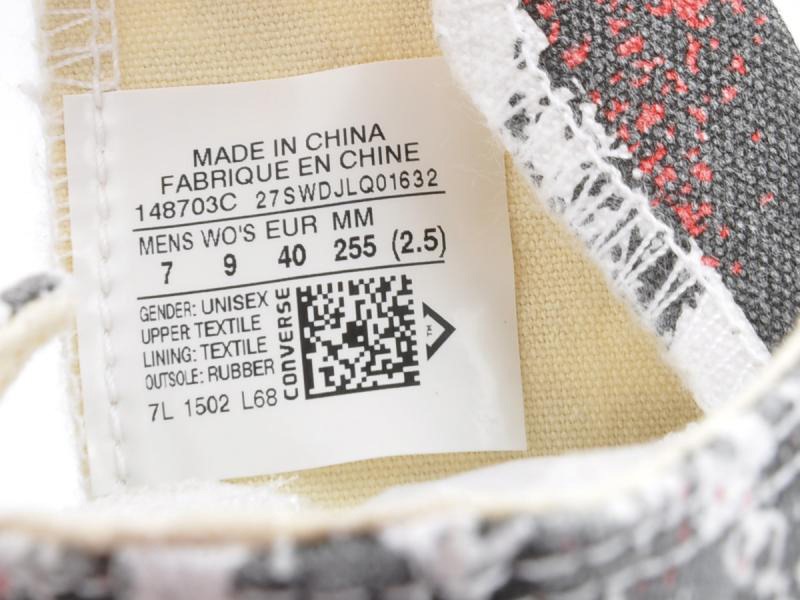 MADE IN CHINA
FABRIQUE EN CHINE
148703C 27SWDJLQ01632
MENS WO'S EUR MM
7 9 40 255 (2.5)
GENDER: UNISEX
UPPER TEXTILE
LINING: TEXTILE
OUTSOLE: RUBBER
7L 1502 L68
CONVERSE
TM